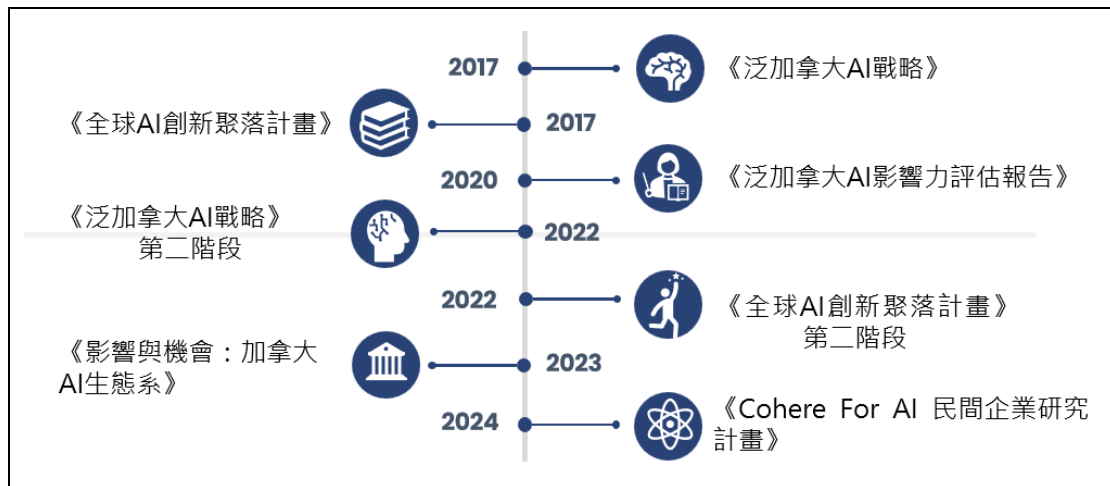 2017
《泛加拿大AI戰略》
《全球AI創新聚落計畫》
2017
2020
《泛加拿大AI影響力評估報告》
《泛加拿大AI戰略》
第二階段
2022
2022
《全球AI創新聚落計畫》
第二階段
《影響與機會：加拿大
AI生態系》
2023
2024
《Cohere For AI 民間企業研究
計畫》